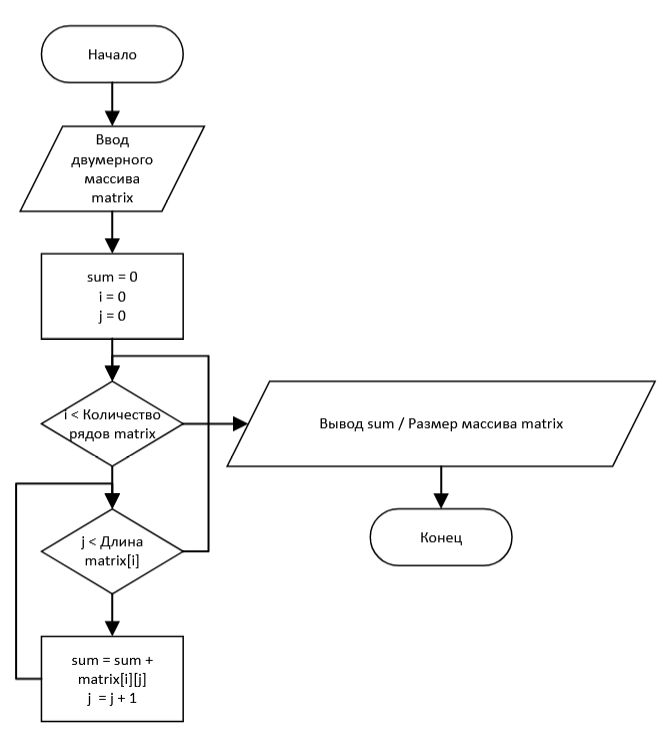 Начало
Ввод
двумерного
массива
matrix
sum = 0
i = 0
j = 0
i < Количество
рядов matrix
Вывод sum / Размер массива matrix
j < Длина
matrix[i]
Конец
sum = sum +
matrix[i][j]
j  = j + 1